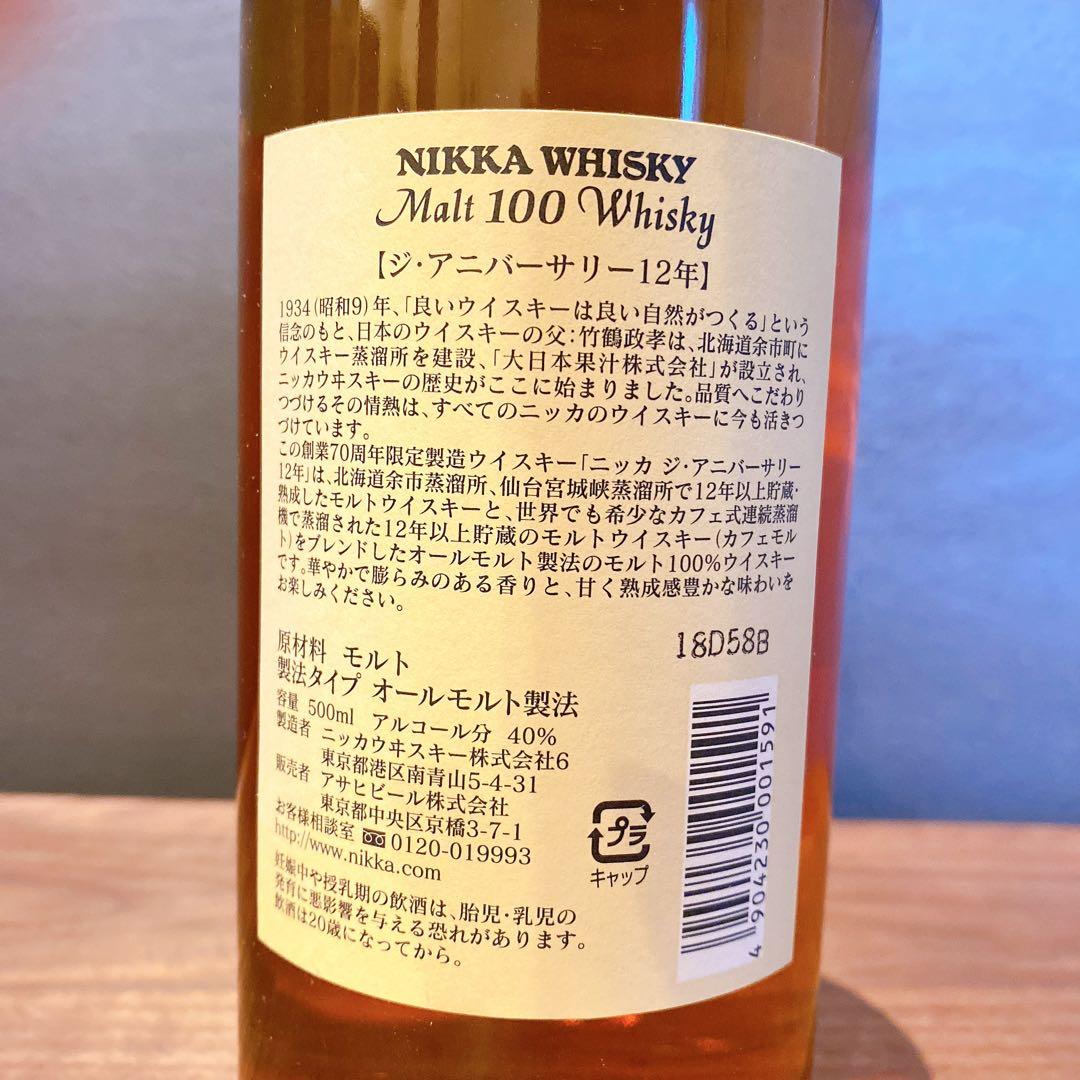 NIKKA WHISKY
Malt 100 Whisky
【ジ・アニバーサリー12年】
1934(昭和9)年、「良いウイスキーは良い自然がつくる」という
信念のもと、日本のウイスキーの父:竹鶴政孝は、北海道余市町に
ウイスキー蒸溜所を建設、「大日本果汁株式会社」が設立され、
ニッカウヰスキーの歴史がここに始まりました。品質へこだわり
つづけるその情熱は、すべてのニッカのウイスキーに今も活きつ
づけています。
この創業70周年限定製造ウイスキー「ニッカ ジ・アニバーサリー
12年」は、北海道余市蒸溜所、仙台宮城峡蒸溜所で12年以上貯蔵・
熟成したモルトウイスキーと、世界でも希少なカフェ式連続蒸溜
機で蒸溜された12年以上貯蔵のモルトウイスキー(カフェモル
ト)をブレンドしたオールモルト製法のモルト100%ウイスキー
です。華やかで膨らみのある香りと、甘く熟成感豊かな味わいを
お楽しみください。
18D58B
原材料 モルト
製法タイプ オールモルト製法
容量 500ml アルコール分 40%
製造者 ニッカウヰスキー株式会社6
東京都港区南青山5-4-31
販売者 アサヒビール株式会社
東京都中央区京橋3-7-1
お客様相談室 0120-019993
http://www.nikka.com
プラ
キャップ
妊娠中や授乳期の飲酒は、胎児・乳児の
発育に悪影響を与える恐れがあります。
飲酒は20歳になってから。
4 904230 001591